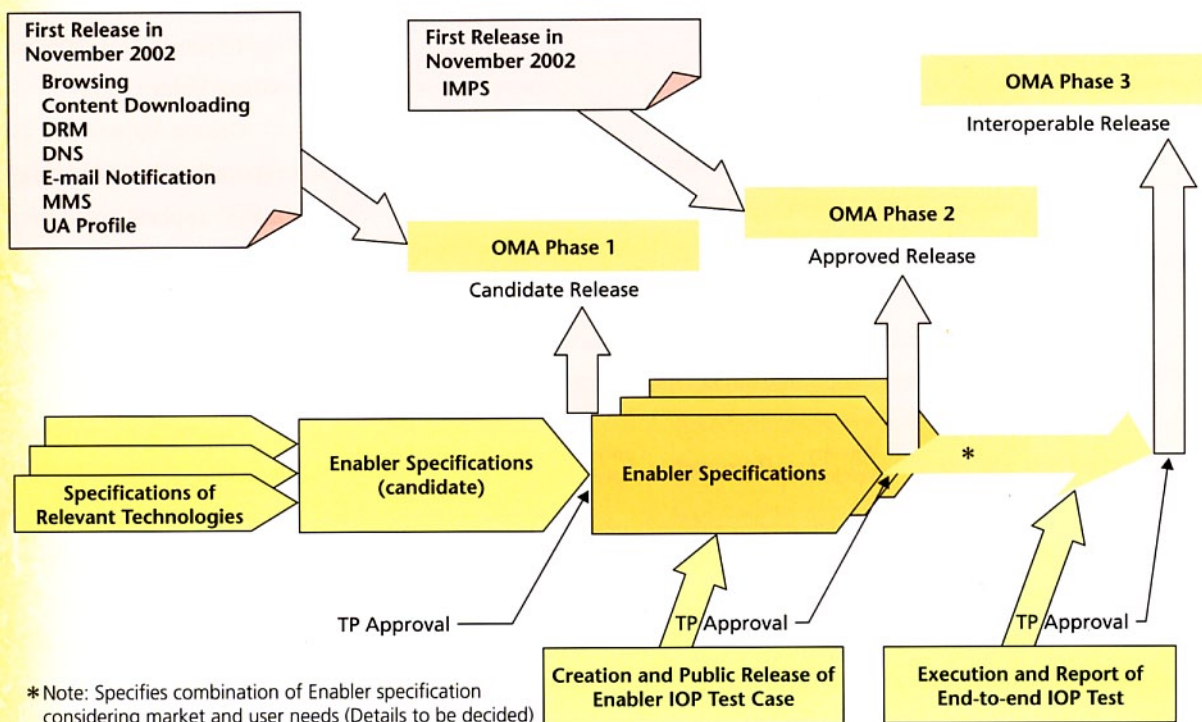 First Release in
November 2002
Browsing
Content Downloading
DRM
DNS
E-mail Notification
MMS
UA Profile
First Release in
November 2002
IMPS
OMA Phase 3
Interoperable Release
OMA Phase 2
Approved Release
OMA Phase 1
Candidate Release
Specifications of
Relevant Technologies
Enabler Specifications
(candidate)
Enabler Specifications
*
TP Approval
TP Approval
TP Approval
Creation and Public Release of
Enabler IOP Test Case
Execution and Report of
End-to-end IOP Test
* Note: Specifies combination of Enabler specification
considering market and user needs (Details to be decided)